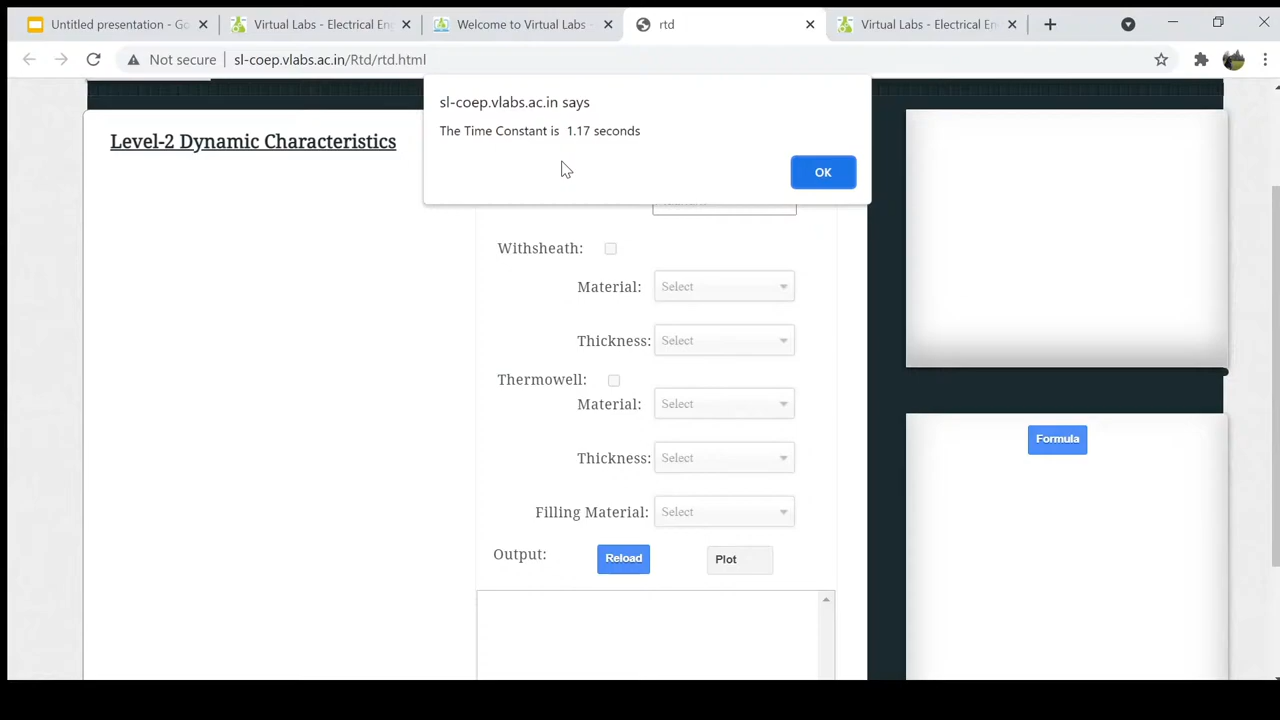 Untitled presentation - Go
Virtual Labs - Electrical En
Welcome to Virtual Labs -
rtd
Virtual Labs - Electrical En
Not secure
sl-coep.vlabs.ac.in/Rtd/rtd.html
sl-coep.vlabs.ac.in says
The Time Constant is 1.17 seconds
OK
Level-2 Dynamic Characteristics
Withsheath:
Material: Select
Thickness: Select
Thermowell:
Material: Select
Formula
Thickness: Select
Filling Material: Select
Output: Reload Plot